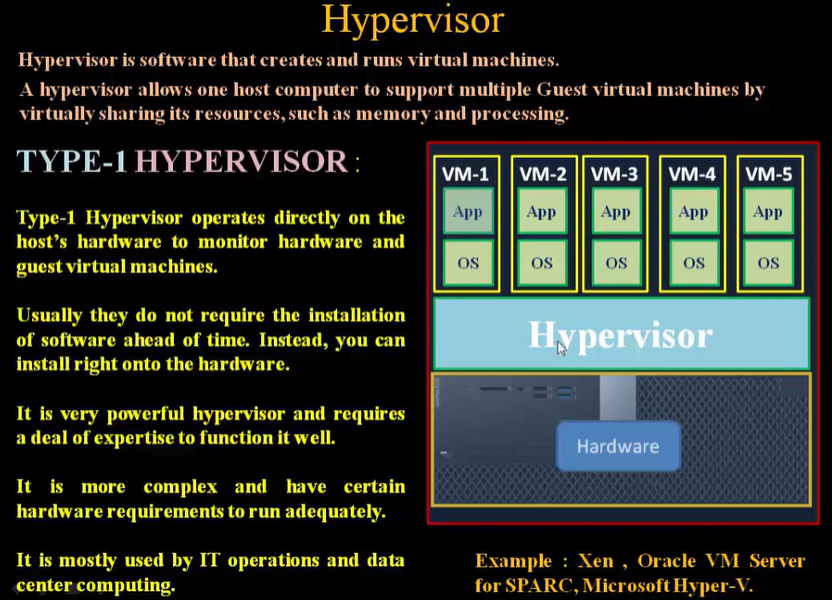 Hypervisor
Hypervisor is software that creates and runs virtual machines.
A hypervisor allows one host computer to support multiple Guest virtual machines by
virtually sharing its resources, such as memory and processing.
TYPE-1 HYPERVISOR :
Type-1 Hypervisor operates directly on the
host's hardware to monitor hardware and
guest virtual machines.
Usually they do not require the installation
of software ahead of time. Instead, you can
install right onto the hardware.
It is very powerful hypervisor and requires
a deal of expertise to function it well.
It is more complex and have certain
hardware requirements to run adequately.
It is mostly used by IT operations and data
center computing.
VM-1 VM-2 VM-3 VM-4 VM-5
App App App App App
OS OS OS OS OS
Hypervisor
Hardware
Example : Xen , Oracle VM Server
for SPARC, Microsoft Hyper-V.